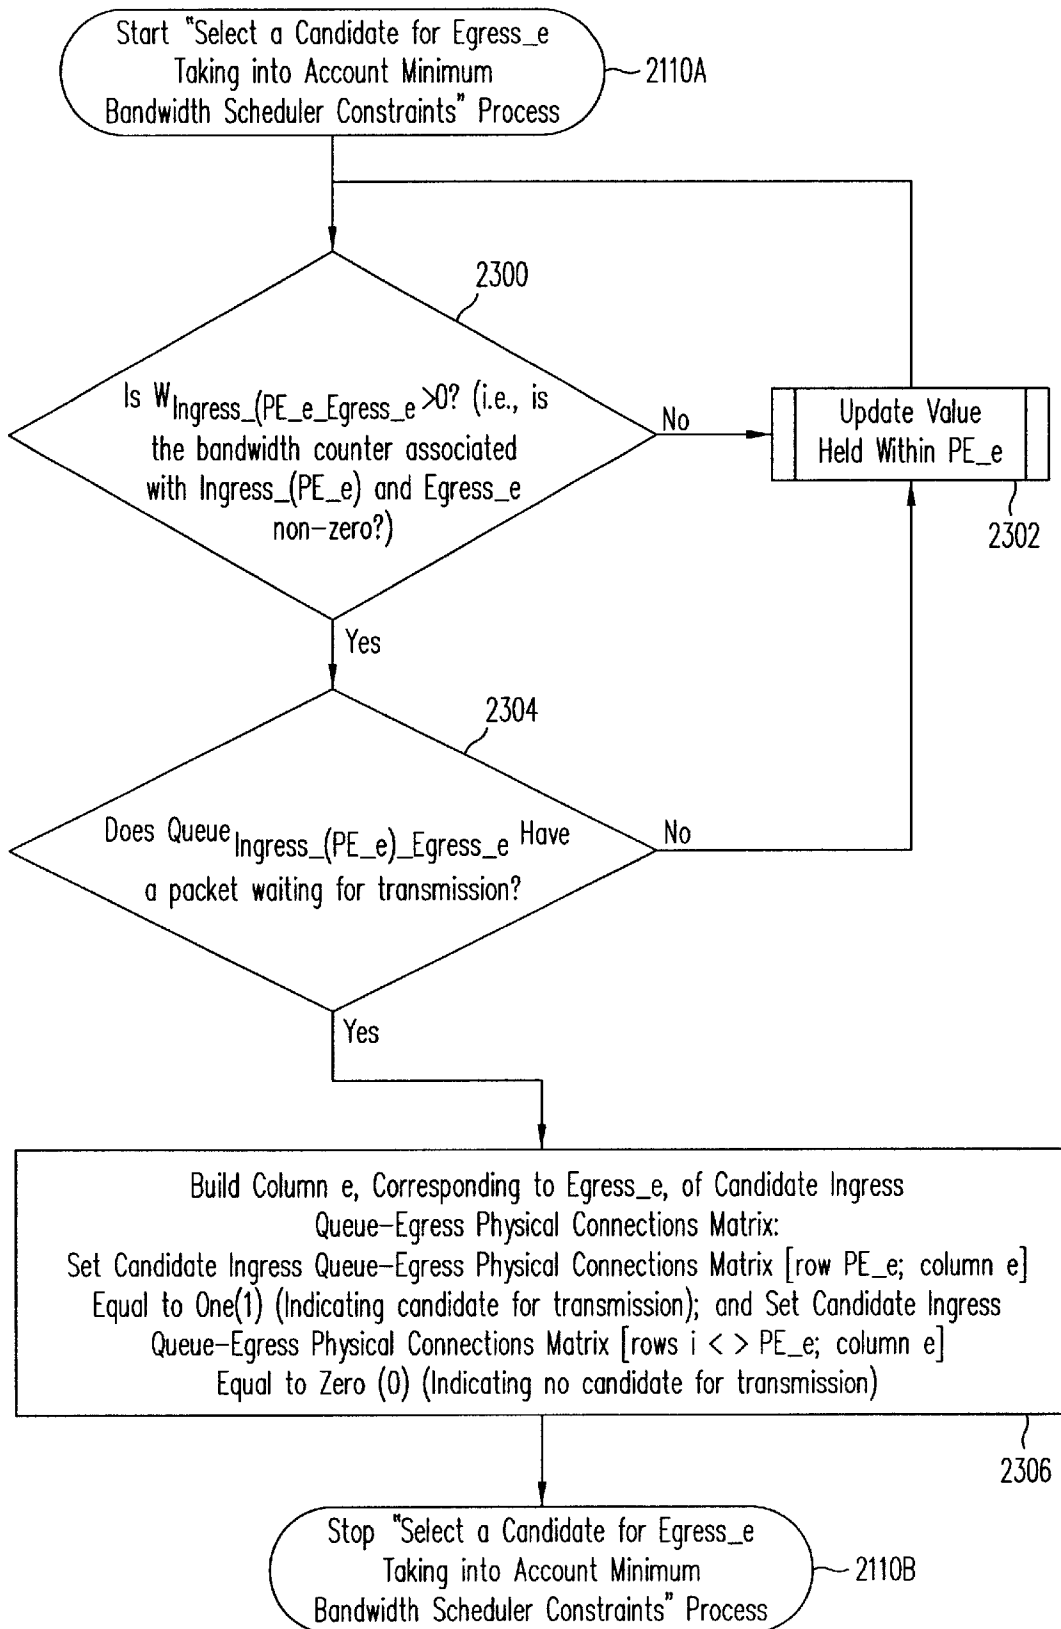 Start "Select a Candidate for Egress_e
Taking into Account Minimum
Bandwidth Scheduler Constraints" Process
2110A
2300
Is WIngress_(PE_e_Egress_e >0? (i.e., is
the bandwidth counter associated
with Ingress_(PE_e) and Egress_e
non-zero?)
No
Update Value
Held Within PE_e
2302
Yes
2304
Does QueueIngress_(PE_e)_Egress_e Have
a packet waiting for transmission?
No
Yes
Build Column e, Corresponding to Egress_e, of Candidate Ingress
Queue-Egress Physical Connections Matrix:
Set Candidate Ingress Queue-Egress Physical Connections Matrix [row PE_e; column e]
Equal to One(1) (Indicating candidate for transmission); and Set Candidate Ingress
Queue-Egress Physical Connections Matrix [rows i < > PE_e; column e]
Equal to Zero (0) (Indicating no candidate for transmission)
2306
Stop "Select a Candidate for Egress_e
Taking into Account Minimum
Bandwidth Scheduler Constraints" Process
2110B